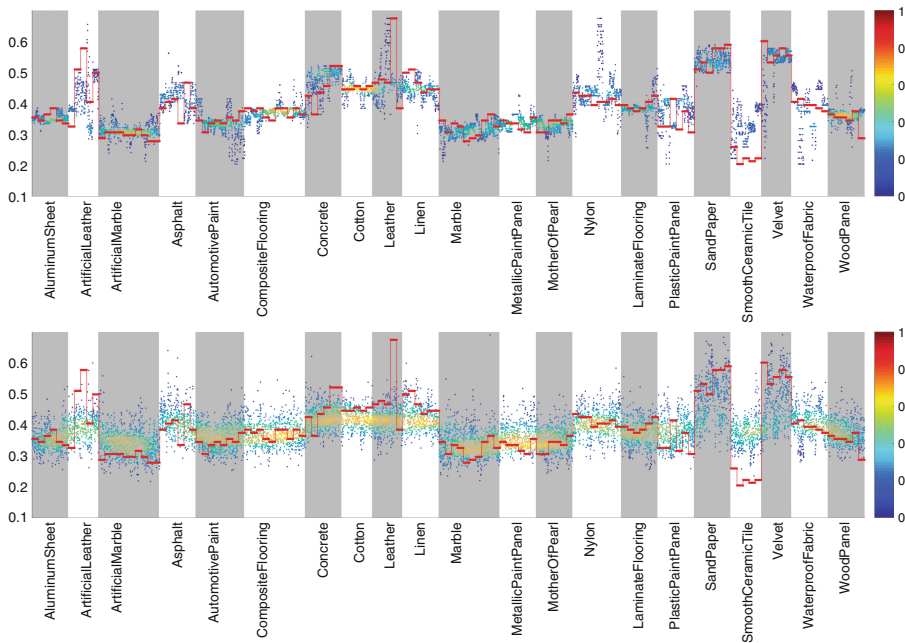 0.6
0.5
0.4
0.3
0.2
0.1
1
0
0
0
0
0
AluminumSheet
ArtificialLeather
ArtificialMarble
Asphalt
AutomotivePaint
CompositeFlooring
Concrete
Cotton
Leather
Linen
Marble
MetallicPaintPanel
MotherOfPearl
Nylon
LaminateFlooring
PlasticPaintPanel
SandPaper
SmoothCeramicTile
Velvet
WaterproofFabric
WoodPanel
0.6
0.5
0.4
0.3
0.2
0.1
1
0
0
0
0
0
AluminumSheet
ArtificialLeather
ArtificialMarble
Asphalt
AutomotivePaint
CompositeFlooring
Concrete
Cotton
Leather
Linen
Marble
MetallicPaintPanel
MotherOfPearl
Nylon
LaminateFlooring
PlasticPaintPanel
SandPaper
SmoothCeramicTile
Velvet
WaterproofFabric
WoodPanel